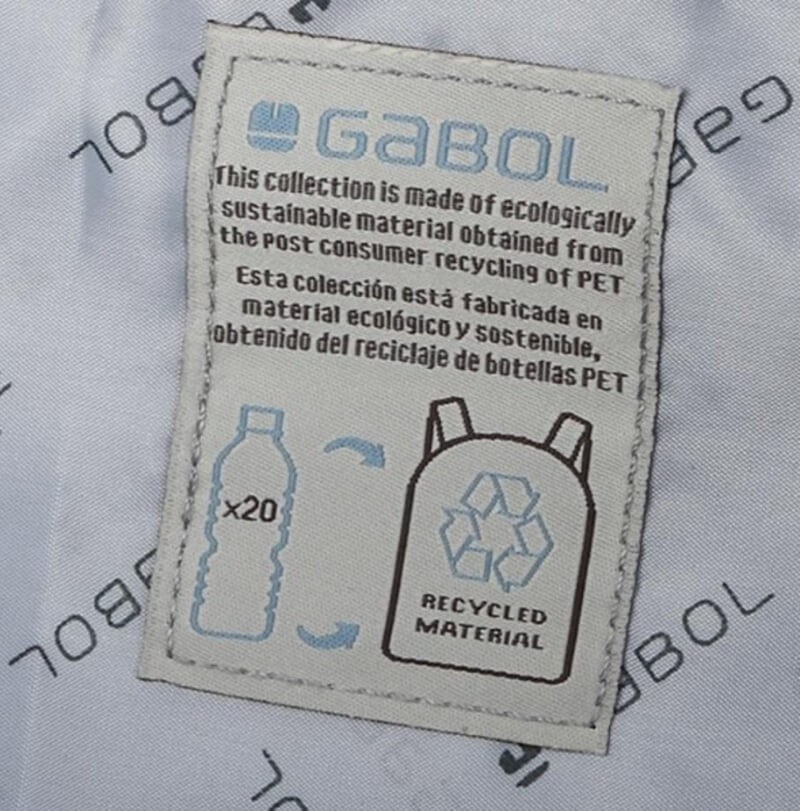 GABOL
This collection is made of ecologically
sustainable material obtained from
the post consumer recycling of PET
Esta colección está fabricada en
material ecológico y sostenible,
obtenido del reciclaje de botellas PET
x20
RECYCLED
MATERIAL